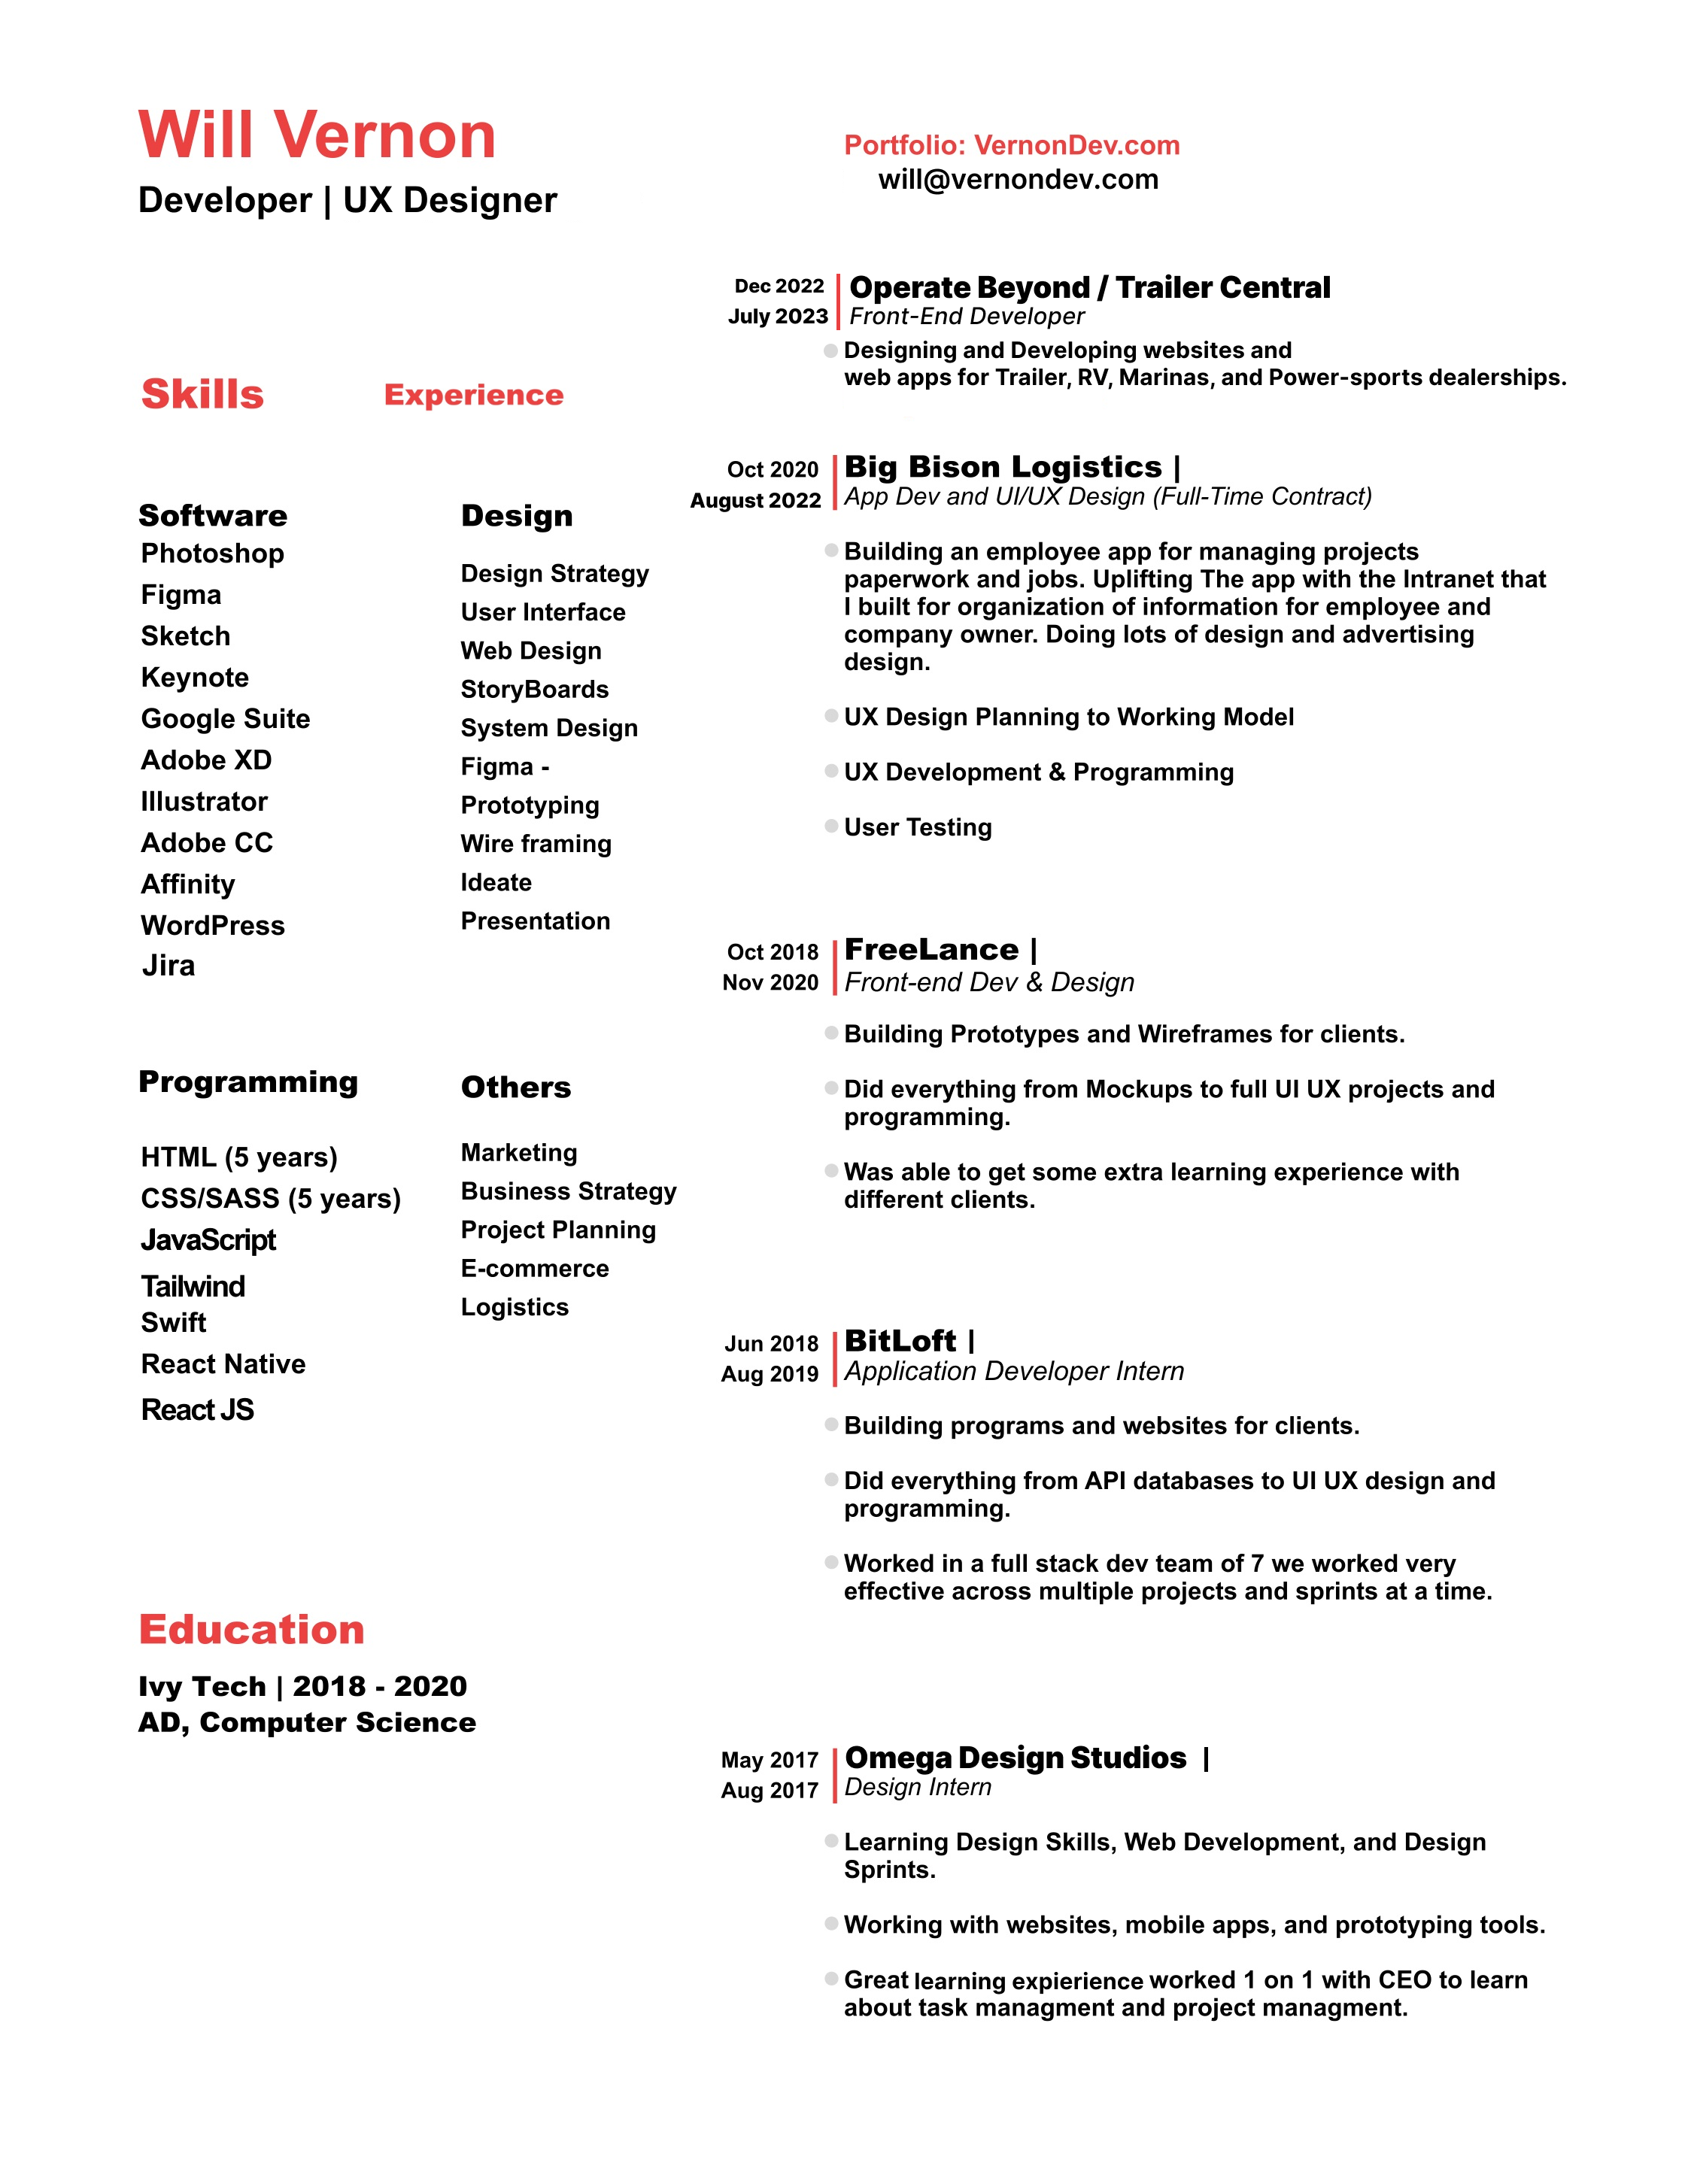 Will Vernon
Developer | UX Designer
Portfolio: VernonDev.com
will@vernondev.com
Skills
Experience
Software
Photoshop
Figma
Sketch
Keynote
Google Suite
Adobe XD
Illustrator
Adobe CC
Affinity
WordPress
Jira
Design
Design Strategy
User Interface
Web Design
StoryBoards
System Design
Figma -
Prototyping
Wire framing
Ideate
Presentation
Programming
HTML (5 years)
CSS/SASS (5 years)
JavaScript
Tailwind
Swift
React Native
React JS
Others
Marketing
Business Strategy
Project Planning
E-commerce
Logistics
Education
Ivy Tech | 2018 - 2020
AD, Computer Science
Dec 2022
July 2023
Operate Beyond / Trailer Central
Front-End Developer
Designing and Developing websites and
web apps for Trailer, RV, Marinas, and Power-sports dealerships.
Oct 2020
August 2022
Big Bison Logistics |
App Dev and UI/UX Design (Full-Time Contract)
Building an employee app for managing projects
paperwork and jobs. Uplifting The app with the Intranet that
I built for organization of information for employee and
company owner. Doing lots of design and advertising
design.
UX Design Planning to Working Model
UX Development & Programming
User Testing
Oct 2018
Nov 2020
FreeLance |
Front-end Dev & Design
Building Prototypes and Wireframes for clients.
Did everything from Mockups to full UI UX projects and
programming.
Was able to get some extra learning experience with
different clients.
Jun 2018
Aug 2019
BitLoft |
Application Developer Intern
Building programs and websites for clients.
Did everything from API databases to UI UX design and
programming.
Worked in a full stack dev team of 7 we worked very
effective across multiple projects and sprints at a time.
May 2017
Aug 2017
Omega Design Studios |
Design Intern
Learning Design Skills, Web Development, and Design
Sprints.
Working with websites, mobile apps, and prototyping tools.
Great learning expierience worked 1 on 1 with CEO to learn
about task managment and project managment.